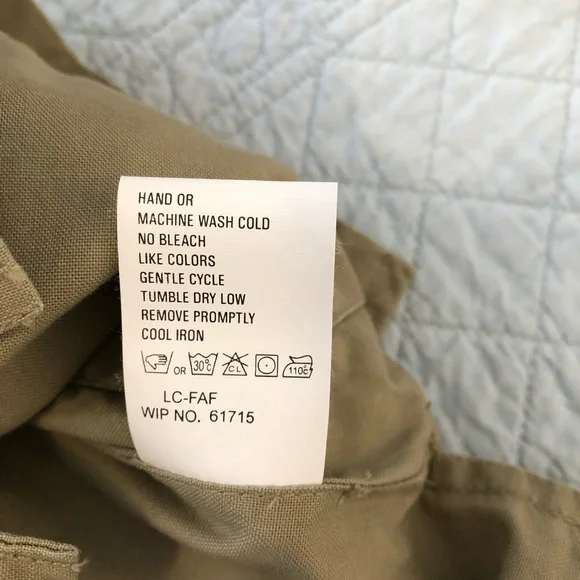 HAND OR
MACHINE WASH COLD
NO BLEACH
LIKE COLORS
GENTLE CYCLE
TUMBLE DRY LOW
REMOVE PROMPTLY
COOL IRON
OR 30°C CL 110C
LC-FAF
WIP NO. 61715